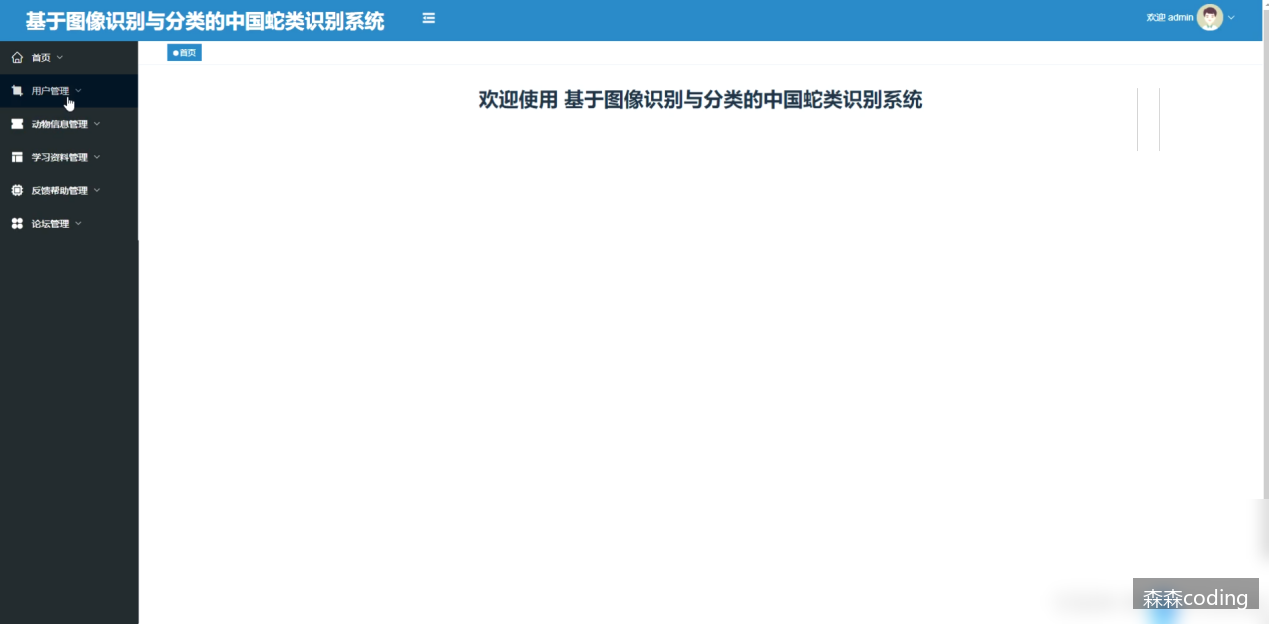 基于图像识别与分类的中国蛇类识别系统
欢迎 admin
首页
用户管理
动物信息管理
学习资料管理
反馈帮助管理
论坛管理
首页
欢迎使用 基于图像识别与分类的中国蛇类识别系统
森森coding